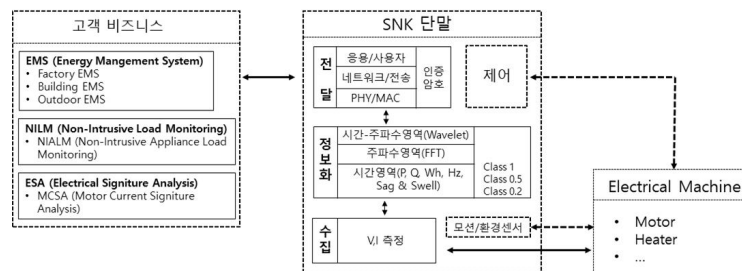 고객 비즈니스
EMS (Energy Mangement System)
• Factory EMS
• Building EMS
• Outdoor EMS
NILM (Non-Intrusive Load Monitoring)
• NIALM (Non-Intrusive Appliance Load
Monitoring)
ESA (Electrical Signiture Analysis)
• MCSA (Motor Current Signiture
Analysis)
SNK 단말
전달
응용/사용자
네트워크/전송
PHY/MAC
인증
암호
제어
정보화
시간-주파수영역(Wavelet)
주파수영역(FFT)
시간영역(P, Q, Wh, Hz,
Sag & Swell)
Class 1
Class 0.5
Class 0.2
수집
V,I 측정
모션/환경센서
Electrical Machine
• Motor
• Heater
• ...